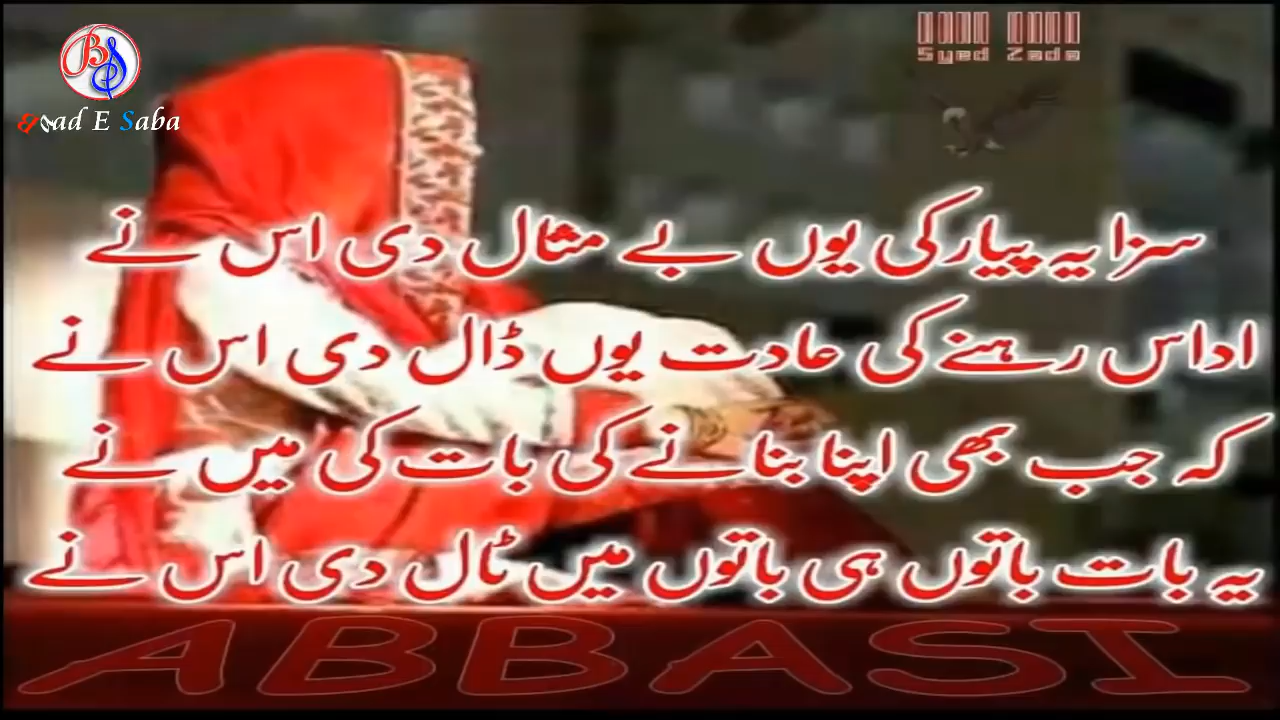 Syed Zada
Baad E Saba
سزا یہ پیار کی یوں بے مثال دی اس نے
اداس رہنے کی عادت یوں ڈال دی اس نے
کہ جب بھی اپنا بنانے کی بات کی میں نے
یہ بات باتوں ہی باتوں میں ٹال دی اس نے
ABBASI